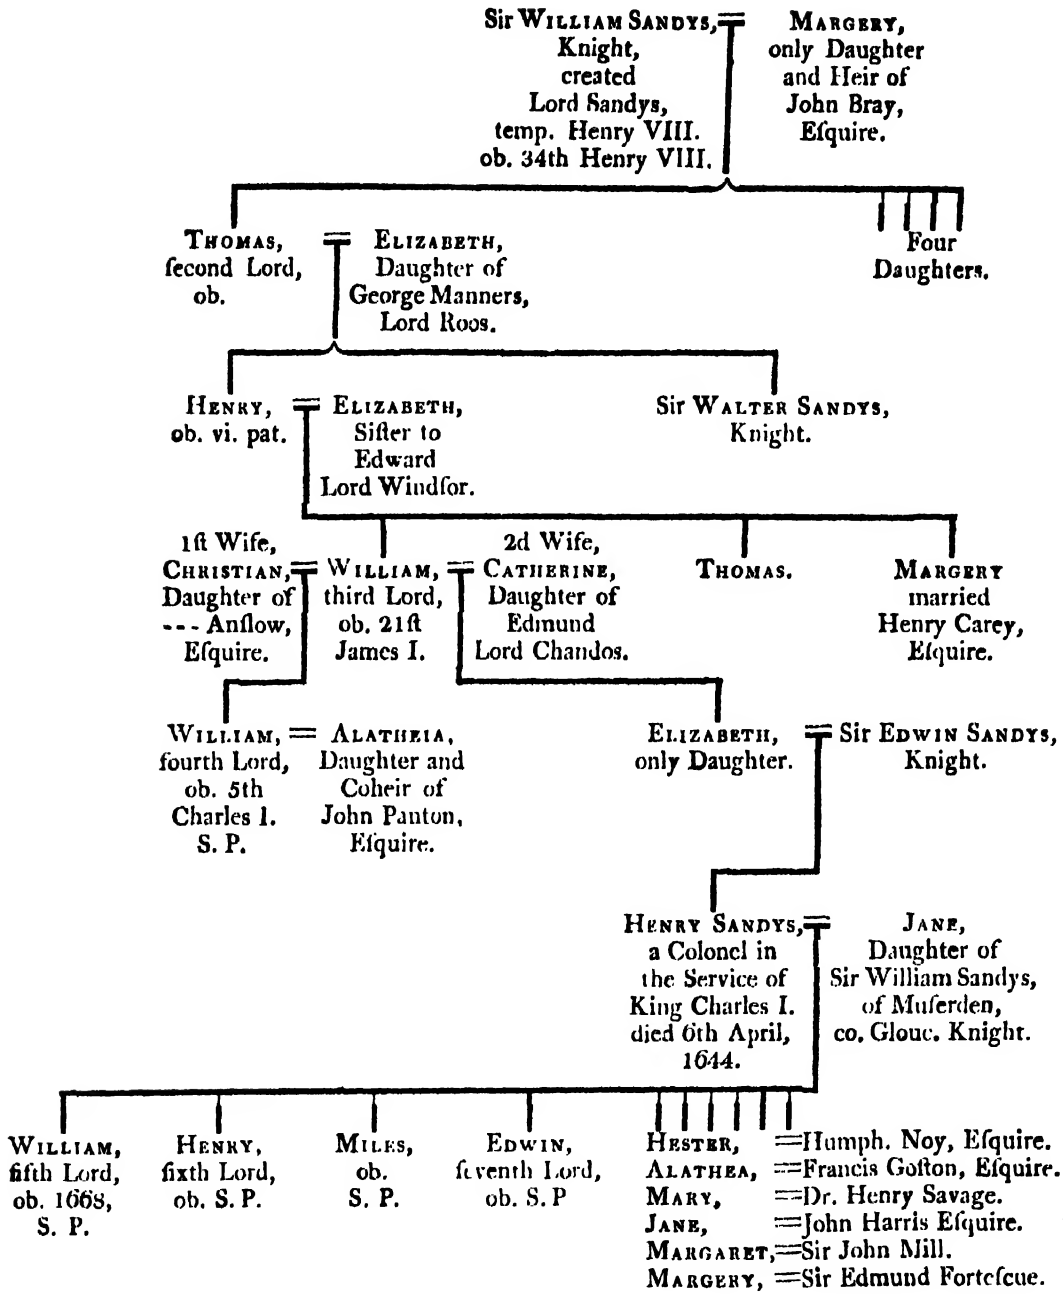 Sir WILLIAM SANDYS,
Knight,
created
Lord Sandys,
temp. Henry VIII.
ob. 34th Henry VIII.
=
MARGERY,
only Daughter
and Heir of
John Bray,
Eſquire.
THOMAS,
ſecond Lord,
ob.
=
ELIZABETH,
Daughter of
George Manners,
Lord Roos.
Four
Daughters.
HENRY,
ob. vi. pat.
=
ELIZABETH,
Siſter to
Edward
Lord Windſor.
Sir WALTER SANDYS,
Knight.
1ſt Wife,
CHRISTIAN,
Daughter of
--- Anſlow,
Eſquire.
=
WILLIAM,
third Lord,
ob. 21ſt
James I.
=
2d Wife,
CATHERINE,
Daughter of
Edmund
Lord Chandos.
THOMAS.
MARGERY
married
Henry Carey,
Eſquire.
WILLIAM,
fourth Lord,
ob. 5th
Charles I.
S. P.
=
ALATHEIA,
Daughter and
Coheir of
John Panton,
Eſquire.
ELIZABETH,
only Daughter.
=
Sir EDWIN SANDYS,
Knight.
HENRY SANDYS,
a Colonel in
the Service of
King Charles I.
died 6th April,
1644.
=
JANE,
Daughter of
Sir William Sandys,
of Muſerden,
co. Glouc. Knight.
WILLIAM,
fifth Lord,
ob. 1668,
S. P.
HENRY,
ſixth Lord,
ob. S. P.
MILES,
ob.
S. P.
EDWIN,
ſeventh Lord,
ob. S. P
HESTER, =Humph. Noy, Eſquire.
ALATHEA, =Francis Goſton, Eſquire.
MARY, =Dr. Henry Savage.
JANE, =John Harris Eſquire.
MARGARET,=Sir John Mill.
MARGERY, =Sir Edmund Forteſcue.